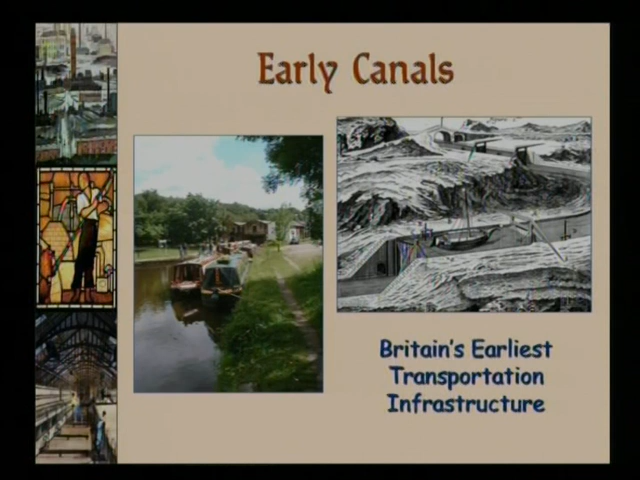 Early Canals
Britain's Earliest
Transportation
Infrastructure